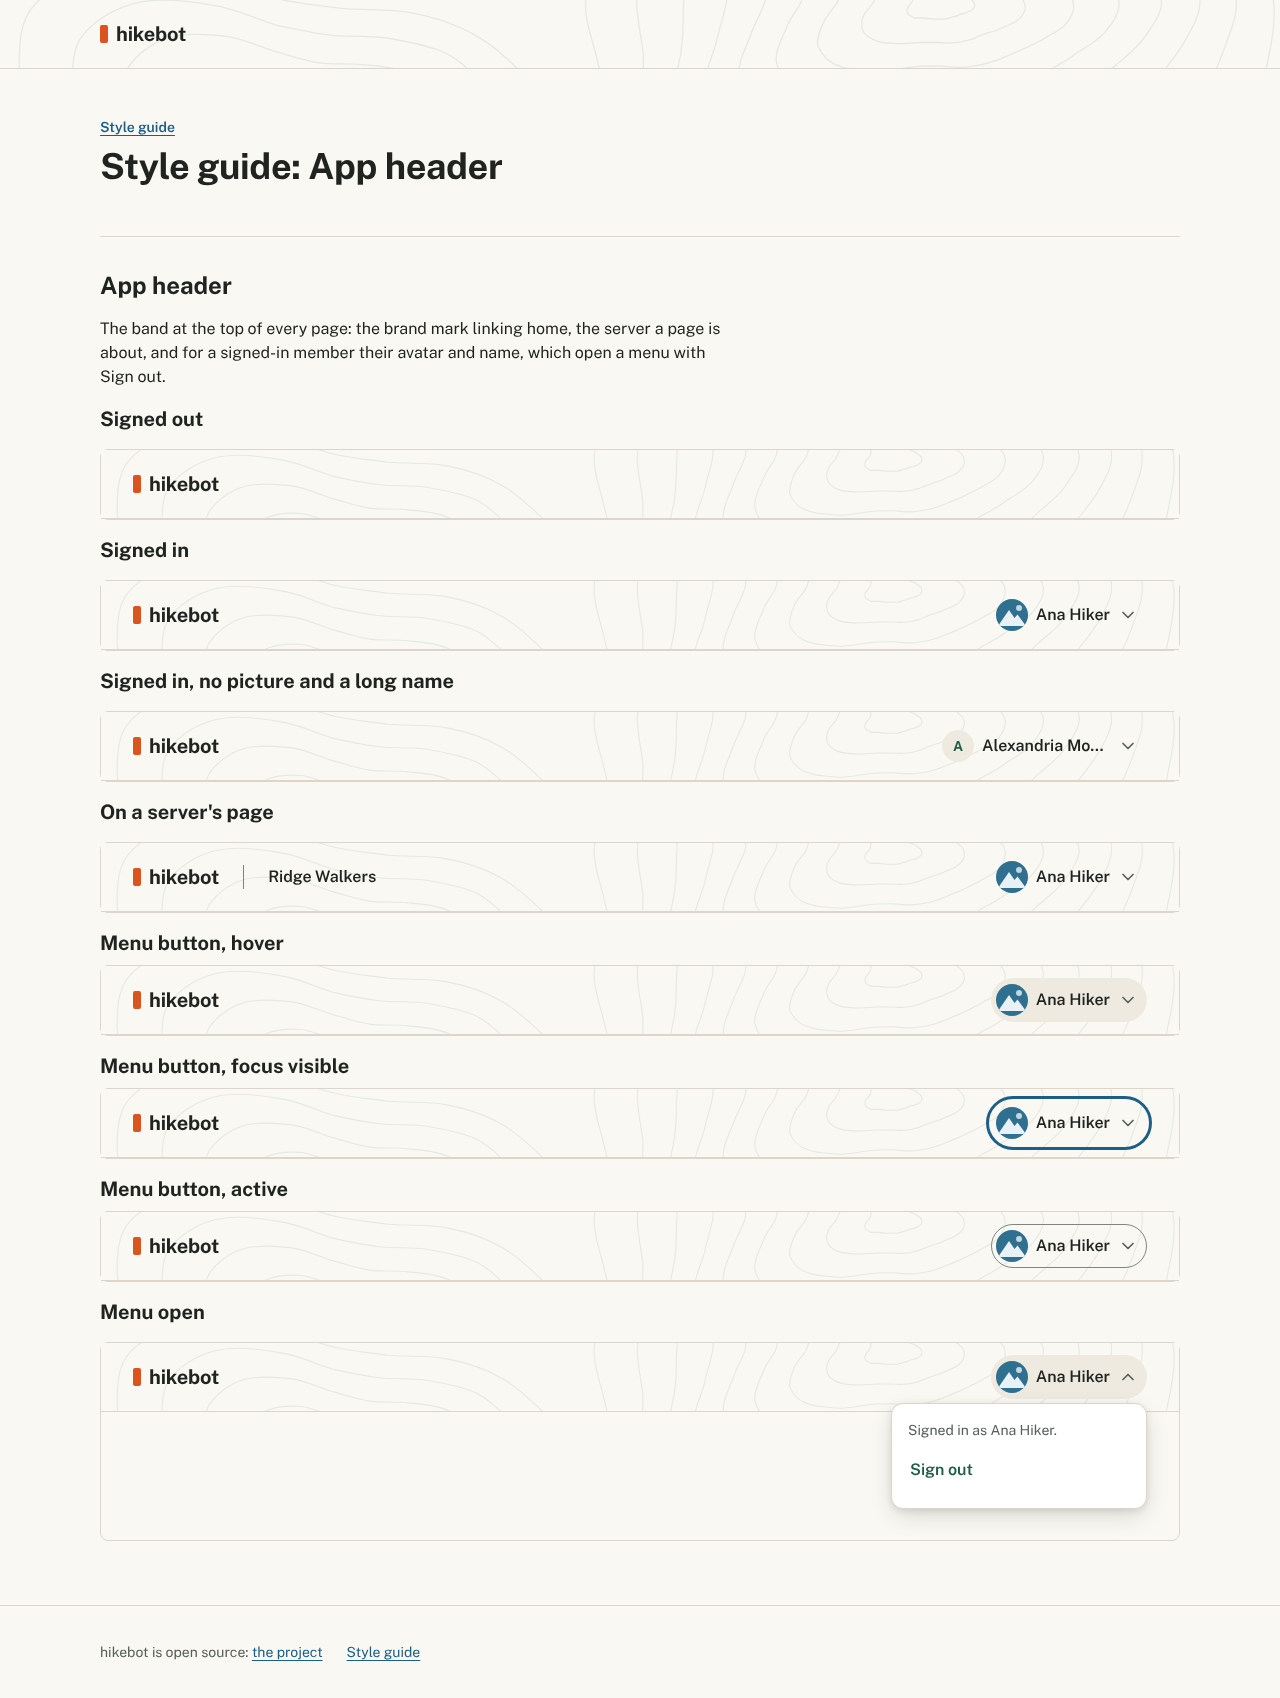 hikebot
Style guide
Style guide: App header
App header
The band at the top of every page: the brand mark linking home, the server a page is
about, and for a signed-in member their avatar and name, which open a menu with
Sign out.
Signed out
hikebot
Signed in
hikebot Ana Hiker
Signed in, no picture and a long name
hikebot A Alexandria Mo...
On a server's page
hikebot Ridge Walkers Ana Hiker
Menu button, hover
hikebot Ana Hiker
Menu button, focus visible
hikebot Ana Hiker
Menu button, active
hikebot Ana Hiker
Menu open
hikebot Ana Hiker
Signed in as Ana Hiker.
Sign out
hikebot is open source: the project Style guide